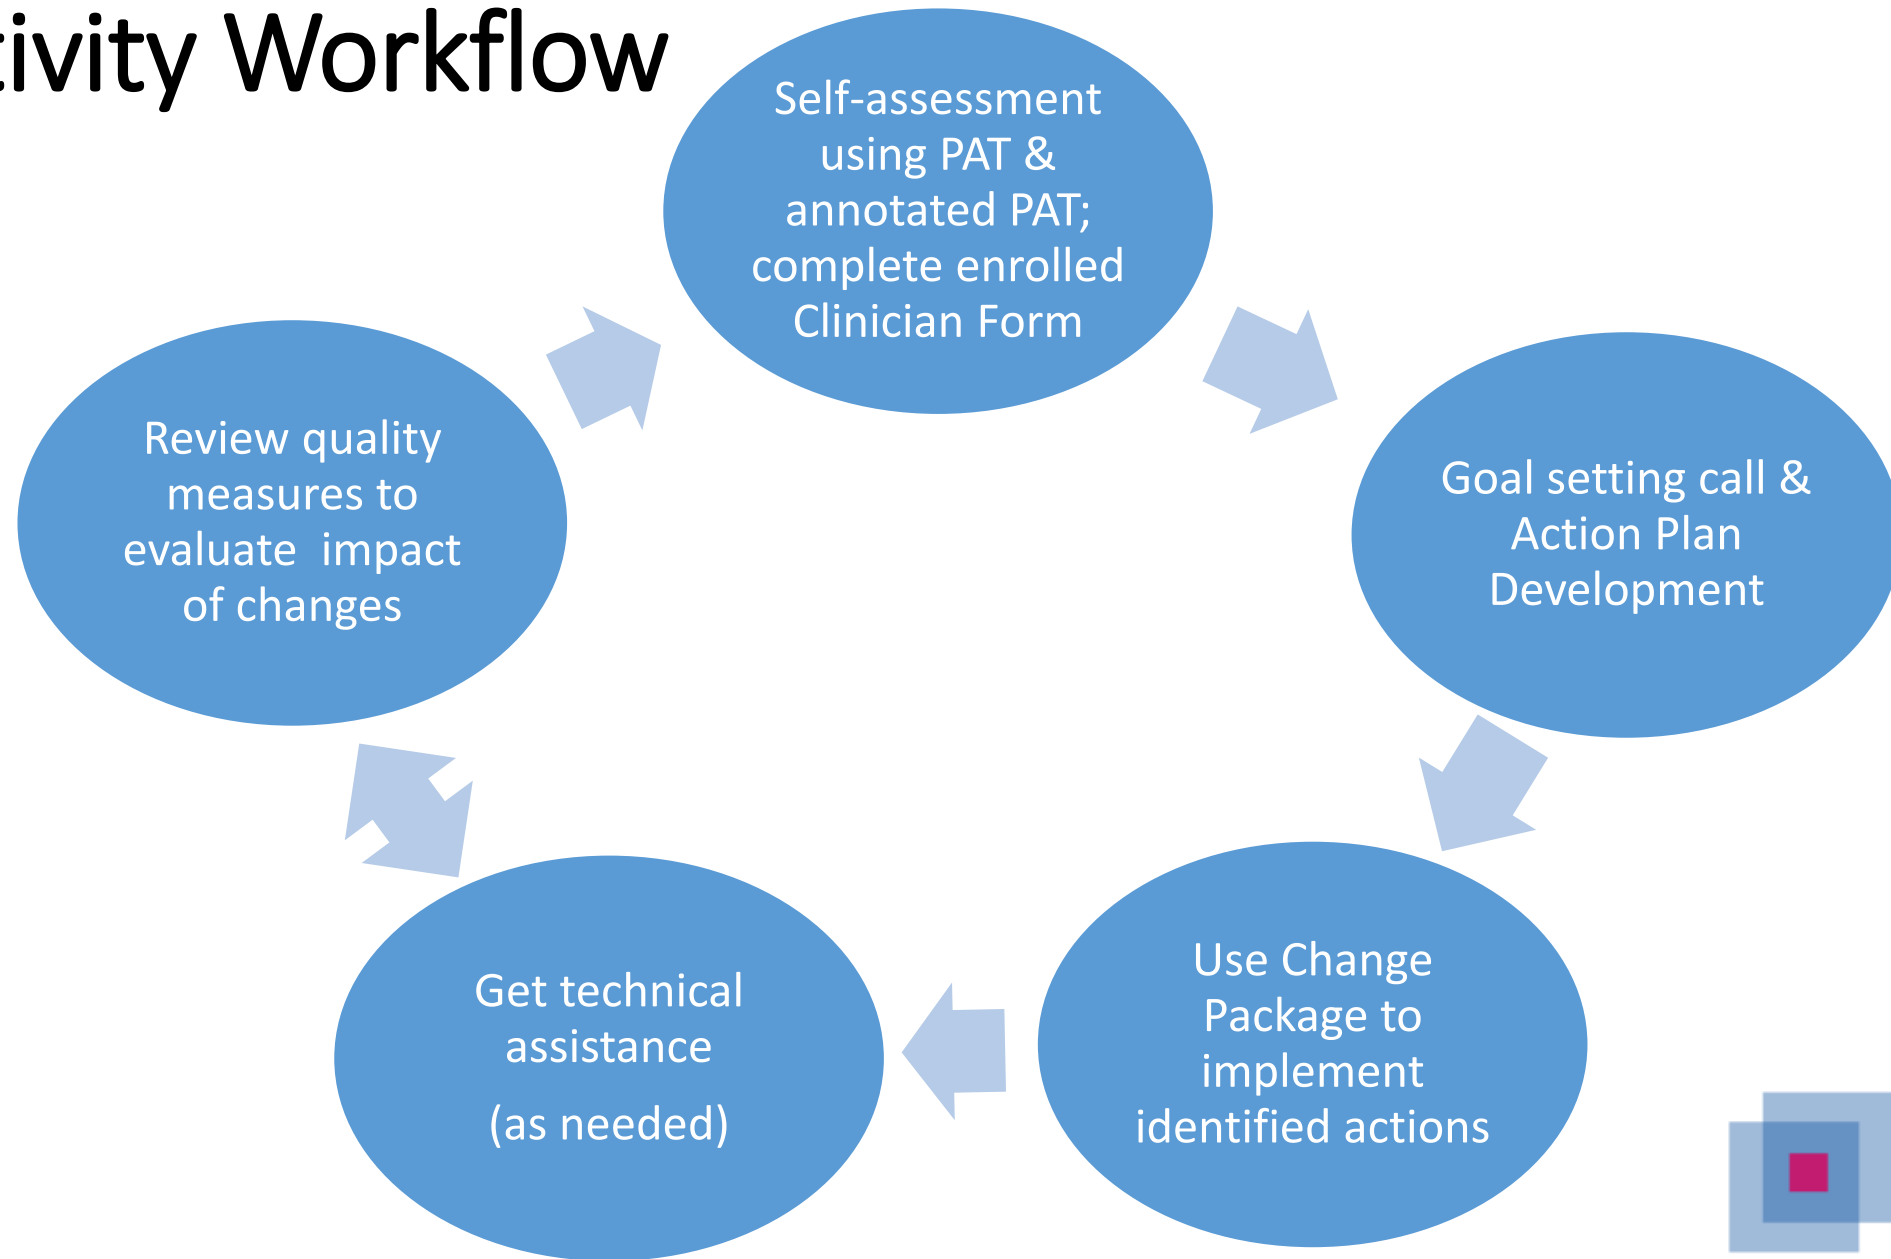 tivity Workflow
Self-assessment
using PAT &
annotated PAT;
complete enrolled
Clinician Form
Goal setting call &
Action Plan
Development
Use Change
Package to
implement
identified actions
Get technical
assistance
(as needed)
Review quality
measures to
evaluate  impact
of changes